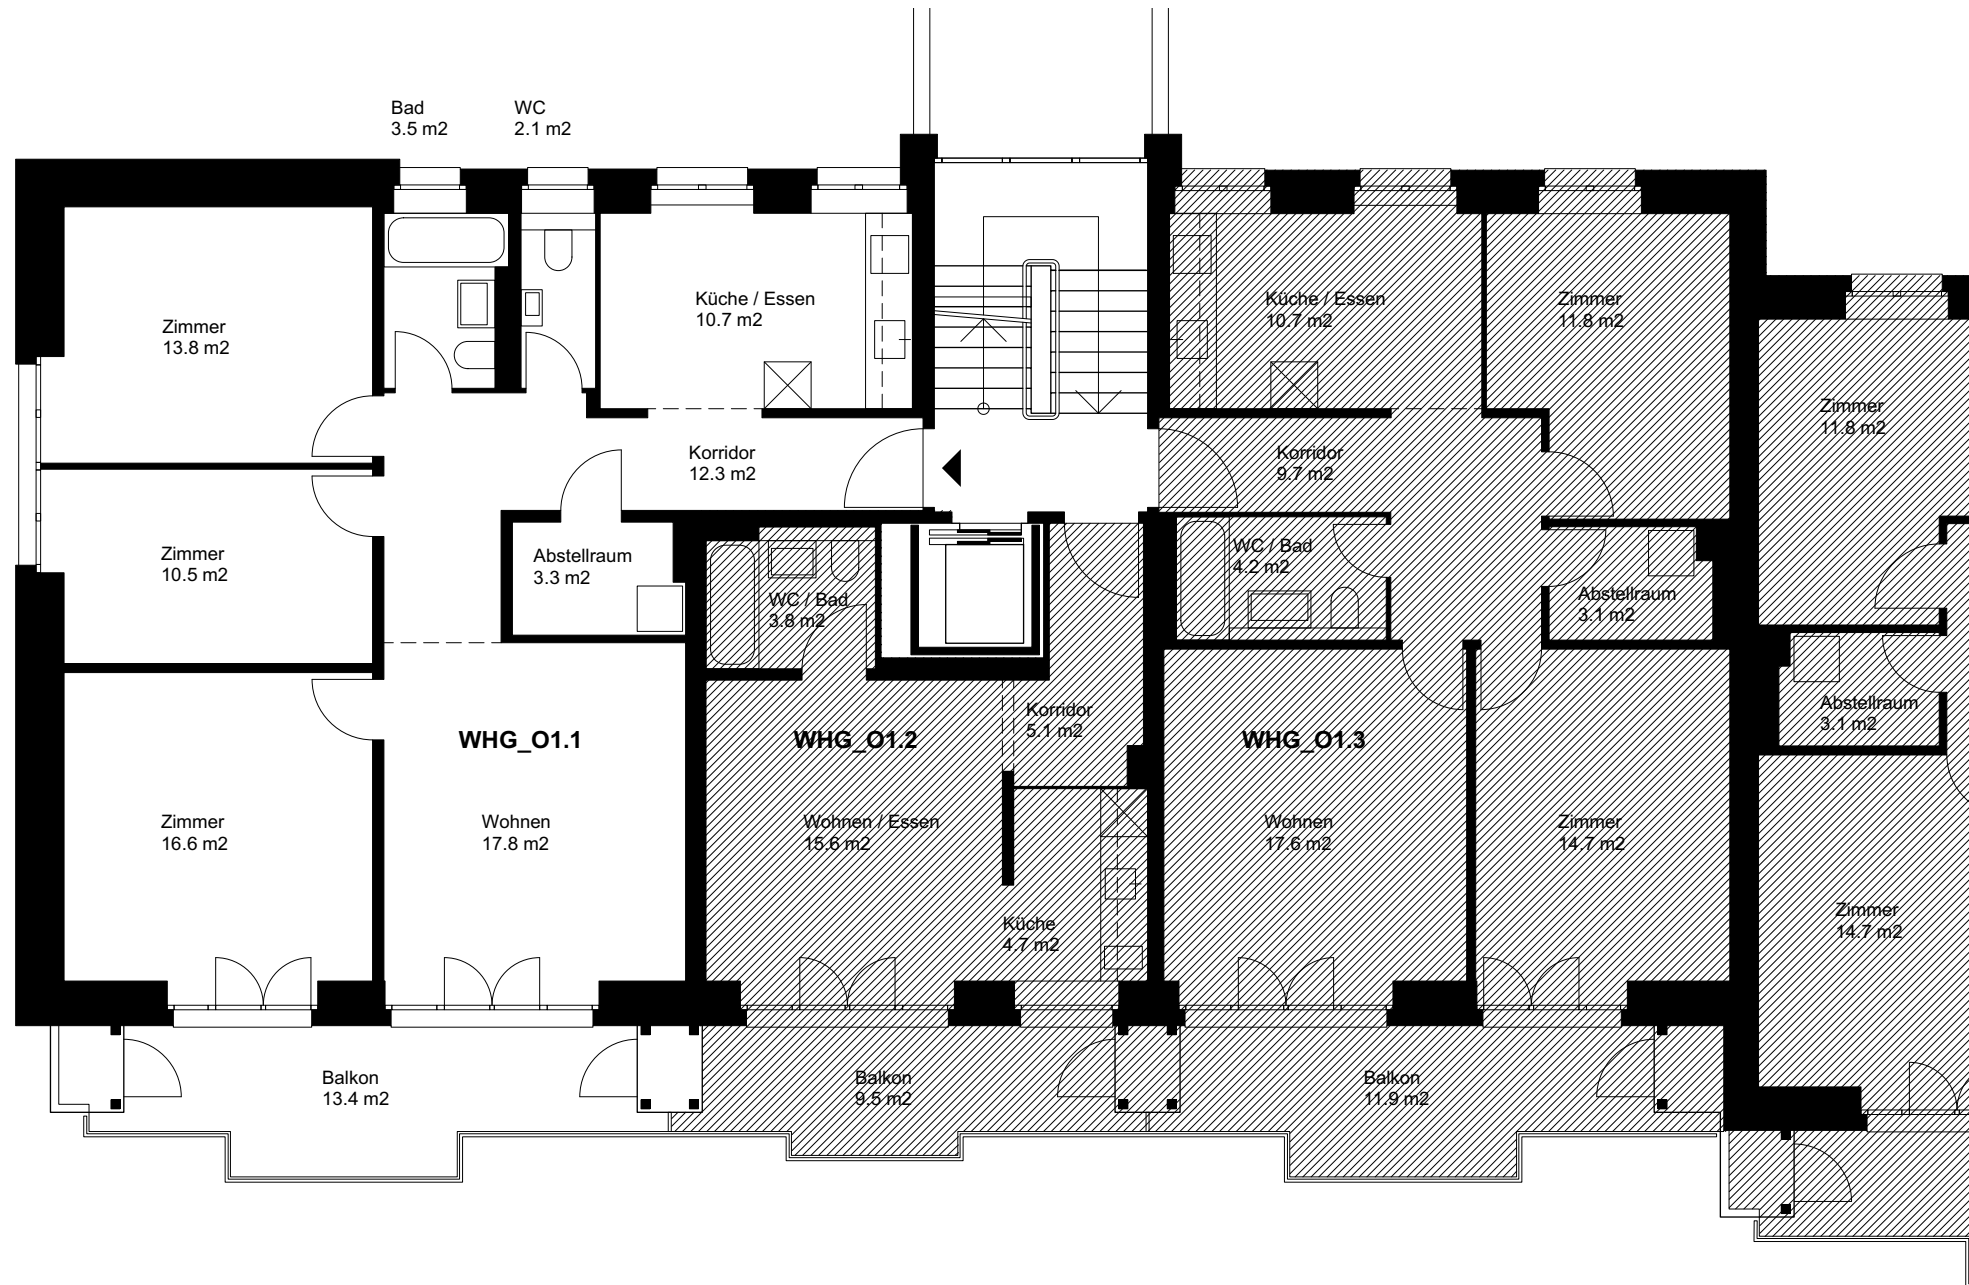 Bad
3.5 m2
WC
2.1 m2
Zimmer
13.8 m2
Küche / Essen
10.7 m2
Küche / Essen
10.7 m2
Zimmer
11.8 m2
Zimmer
11.8 m2
Korridor
12.3 m2
Korridor
9.7 m2
Zimmer
10.5 m2
Abstellraum
3.3 m2
WC / Bad
3.8 m2
WC / Bad
4.2 m2
Abstellraum
3.1 m2
Korridor
5.1 m2
Abstellraum
3.1 m2
WHG_O1.1
WHG_O1.2
WHG_O1.3
Zimmer
16.6 m2
Wohnen
17.8 m2
Wohnen / Essen
15.6 m2
Wohnen
17.6 m2
Zimmer
14.7 m2
Küche
4.7 m2
Zimmer
14.7 m2
Balkon
13.4 m2
Balkon
9.5 m2
Balkon
11.9 m2